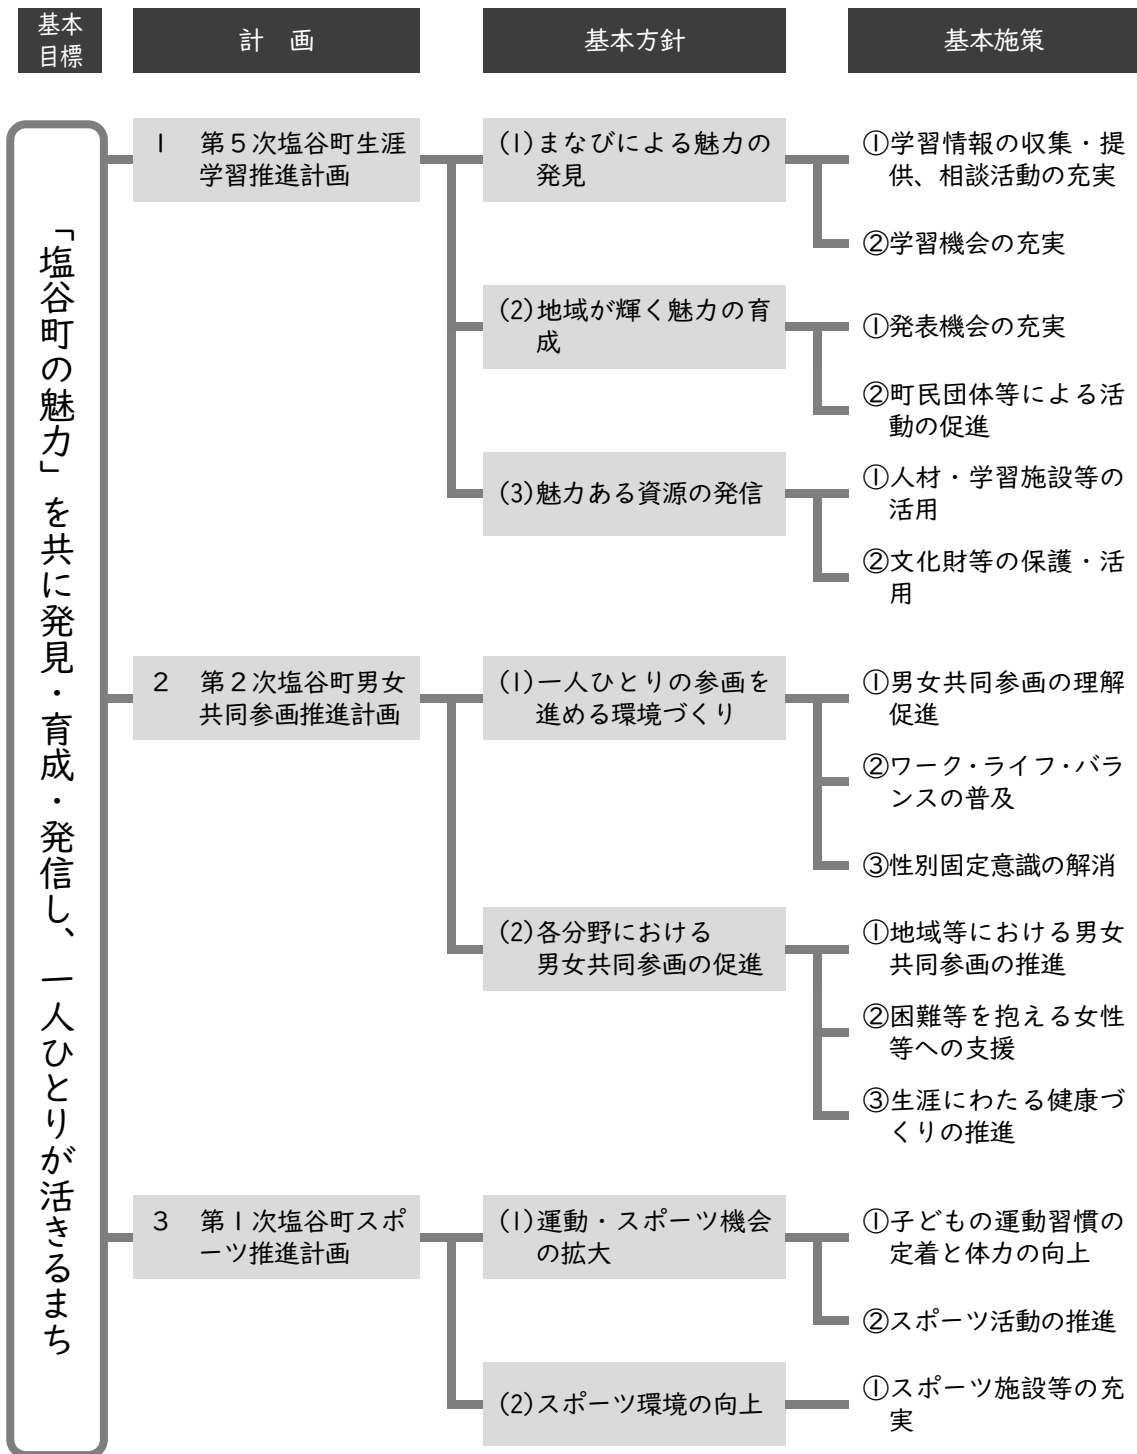 基本
目標
計 画
基本方針
基本施策
「塩谷町の魅力」を共に発見・育成・発信し、一人ひとりが活きるまち
1 第5次塩谷町生涯
学習推進計画
(1)まなびによる魅力の
発見
①学習情報の収集・提
供、相談活動の充実
②学習機会の充実
(2)地域が輝く魅力の育
成
①発表機会の充実
②町民団体等による活
動の促進
(3)魅力ある資源の発信
①人材・学習施設等の
活用
②文化財等の保護・活
用
2 第2次塩谷町男女
共同参画推進計画
(1)一人ひとりの参画を
進める環境づくり
①男女共同参画の理解
促進
②ワーク・ライフ・バラ
ンスの普及
③性別固定意識の解消
(2)各分野における
男女共同参画の促進
①地域等における男女
共同参画の推進
②困難等を抱える女性
等への支援
③生涯にわたる健康づ
くりの推進
3 第1次塩谷町スポ
ーツ推進計画
(1)運動・スポーツ機会
の拡大
①子どもの運動習慣の
定着と体力の向上
②スポーツ活動の推進
(2)スポーツ環境の向上
①スポーツ施設等の充
実